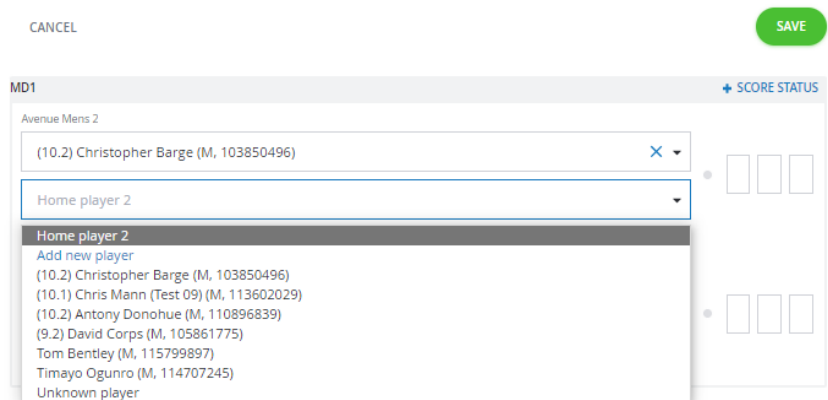 CANCEL
SAVE
MD1
+ SCORE STATUS
Avenue Mens 2
(10.2) Christopher Barge (M, 103850496)
Home player 2
Home player 2
Add new player
(10.2) Christopher Barge (M, 103850496)
(10.1) Chris Mann (Test 09) (M, 113602029)
(10.2) Antony Donohue (M, 110896839)
(9.2) David Corps (M, 105861775)
Tom Bentley (M, 115799897)
Timayo Ogunro (M, 114707245)
Unknown player